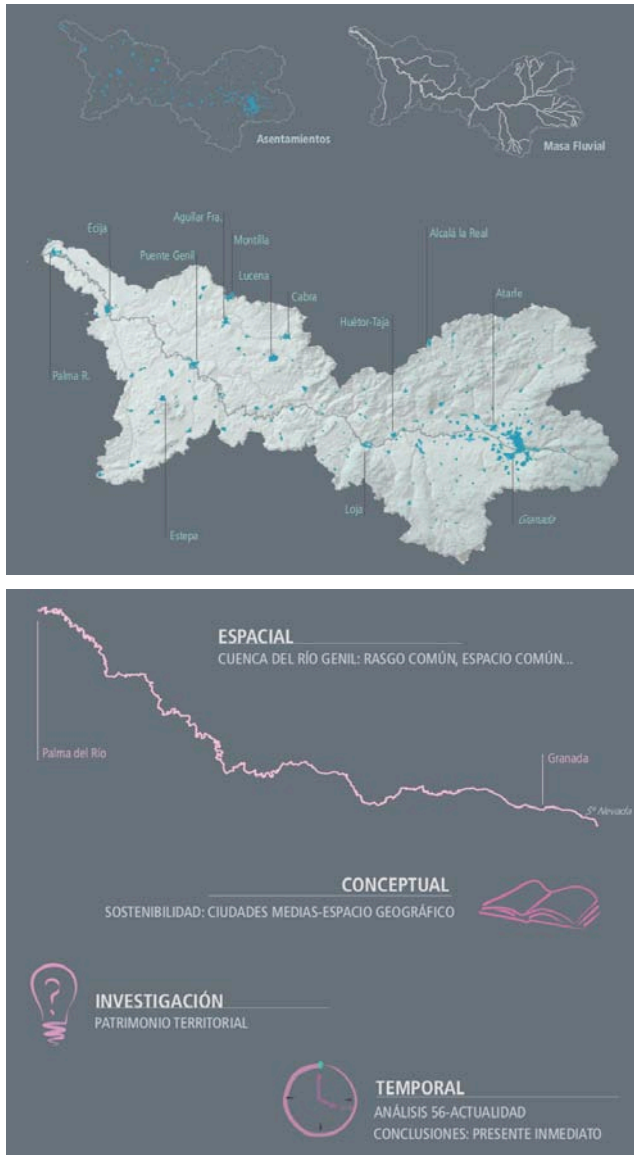 Asentamientos
Masa Fluvial
Aguilar Fra.
Écija
Montilla
Alcalá la Real
Puente Genil
Lucena
Cabra
Atarfe
Huétor-Taja
Palma R.
Loja
Granada
Estepa
ESPACIAL
CUENCA DEL RÍO GENIL: RASGO COMÚN, ESPACIO COMÚN...
Palma del Río
Granada
Sª Nevada
CONCEPTUAL
SOSTENIBILIDAD: CIUDADES MEDIAS-ESPACIO GEOGRÁFICO
INVESTIGACIÓN
PATRIMONIO TERRITORIAL
TEMPORAL
ANÁLISIS 56-ACTUALIDAD
CONCLUSIONES: PRESENTE INMEDIATO